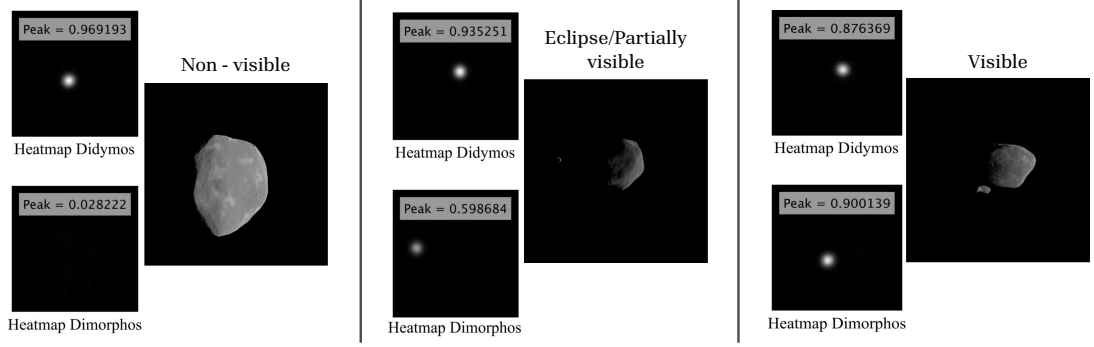 Peak = 0.969193
Heatmap Didymos
Non - visible
Peak = 0.028222
Heatmap Dimorphos
Peak = 0.935251
Heatmap Didymos
Eclipse/Partially
visible
Peak = 0.598684
Heatmap Dimorphos
Peak = 0.876369
Heatmap Didymos
Visible
Peak = 0.900139
Heatmap Dimorphos